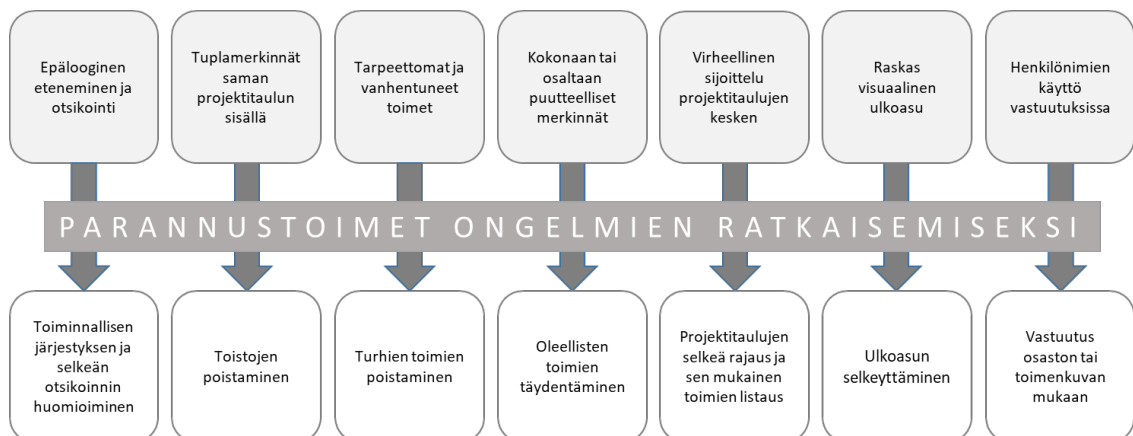 Epälooginen
eteneminen ja
otsikointi
Tuplamerkinnät
saman
projektitaulun
sisällä
Tarpeettomat ja
vanhentuneet
toimet
Kokonaan tai
osaltaan
puutteelliset
merkinnät
Virheellinen
sijoittelu
projektitaulujen
kesken
Raskas
visuaalinen
ulkoasu
Henkilönimien
käyttö
vastuutuksissa
PARANNUSTOIMET ONGELMIEN RATKAISEMISEKSI
Toiminnallisen
järjestyksen ja
selkeän
otsikoinnin
huomioiminen
Toistojen
poistaminen
Turhien toimien
poistaminen
Oleellisten
toimien
täydentäminen
Projektitaulujen
selkeä rajaus ja
sen mukainen
toimien listaus
Ulkoasun
selkeyttäminen
Vastuutus
osaston tai
toimenkuvan
mukaan